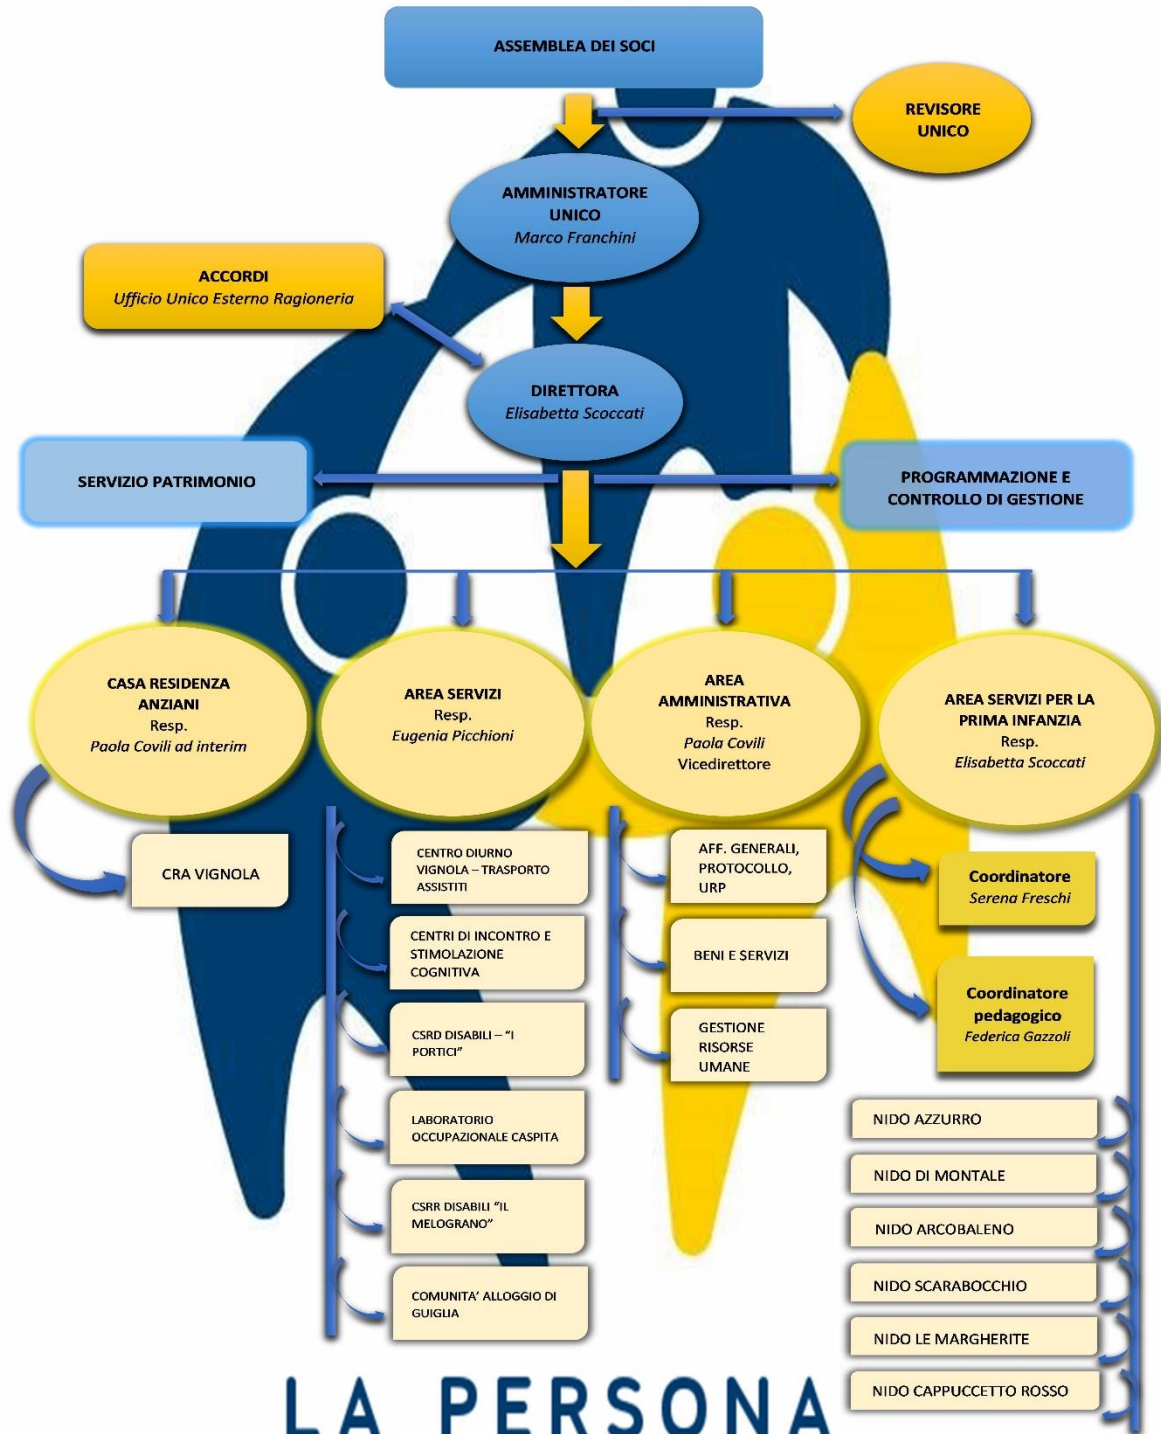 ASSEMBLEA DEI SOCI
REVISORE
UNICO
AMMINISTRATORE
UNICO
Marco Franchini
ACCORDI
Ufficio Unico Esterno Ragioneria
DIRETTORA
Elisabetta Scoccati
SERVIZIO PATRIMONIO
PROGRAMMAZIONE E
CONTROLLO DI GESTIONE
CASA RESIDENZA
ANZIANI
Resp.
Paola Covili ad interim
AREA SERVIZI
Resp.
Eugenia Picchioni
AREA
AMMINISTRATIVA
Resp.
Paola Covili
Vicedirettore
AREA SERVIZI PER LA
PRIMA INFANZIA
Resp.
Elisabetta Scoccati
CRA VIGNOLA
CENTRO DIURNO
VIGNOLA – TRASPORTO
ASSISTITI
CENTRI DI INCONTRO E
STIMOLAZIONE
COGNITIVA
CSRD DISABILI – “I
PORTICI”
LABORATORIO
OCCUPAZIONALE CASPITA
CSRR DISABILI “IL
MELOGRANO”
COMUNITA’ ALLOGGIO DI
GUIGLIA
AFF. GENERALI,
PROTOCOLLO,
URP
BENI E SERVIZI
GESTIONE
RISORSE
UMANE
Coordinatore
Serena Freschi
Coordinatore
pedagogico
Federica Gazzoli
NIDO AZZURRO
NIDO DI MONTALE
NIDO ARCOBALENO
NIDO SCARABOCCHIO
NIDO LE MARGHERITE
NIDO CAPPUCCETTO ROSSO
LA PERSONA